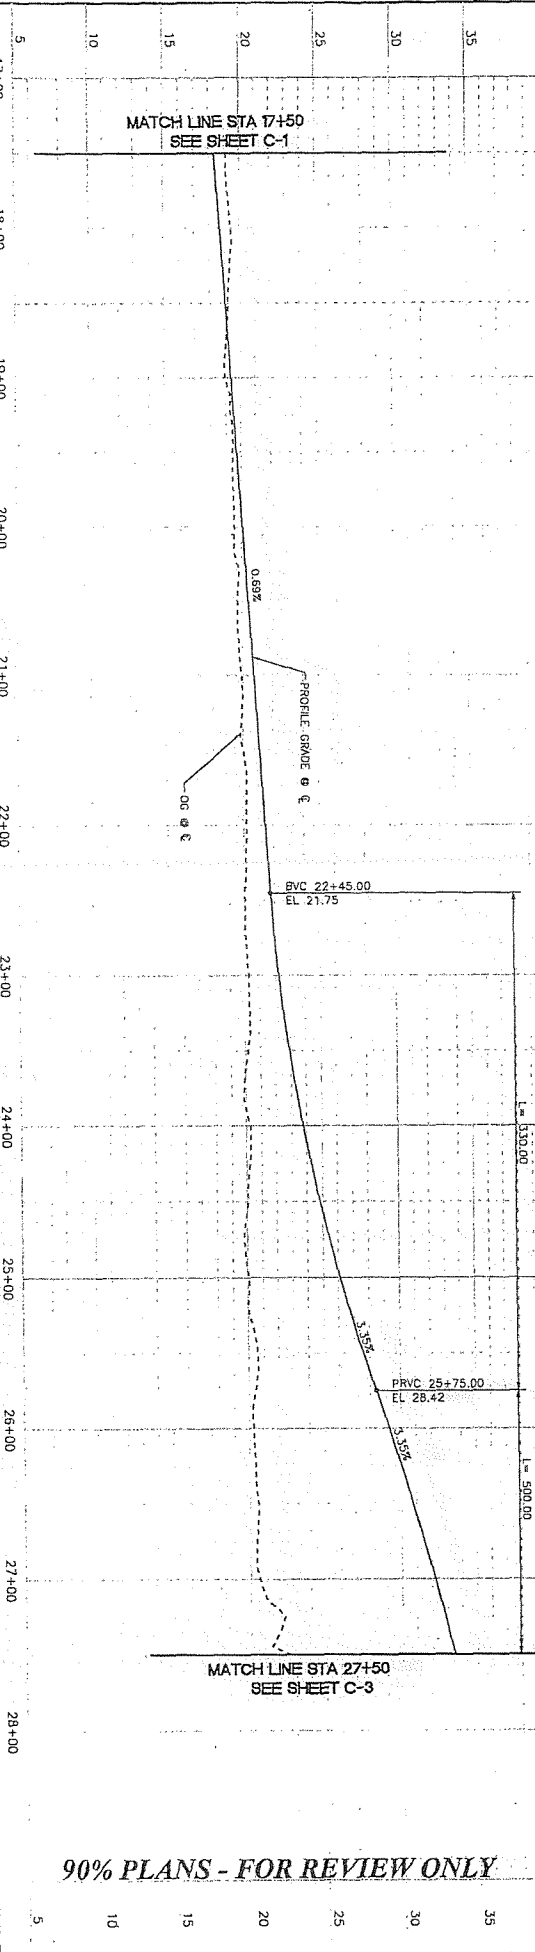 5
10
15
20
25
30
35
MATCH LINE STA 17+50
SEE SHEET C-1
18+00
19+00
20+00
0.69%
21+00
PROFILE GRADE @ ℄
OG @ ℄
22+00
BVC 22+45.00
EL 21.75
23+00
24+00
L= 330.00
25+00
3.35%
PRVC 25+75.00
EL 28.42
26+00
3.35%
L= 500.00
27+00
MATCH LINE STA 27+50
SEE SHEET C-3
28+00
90% PLANS - FOR REVIEW ONLY
5
10
15
20
25
30
35